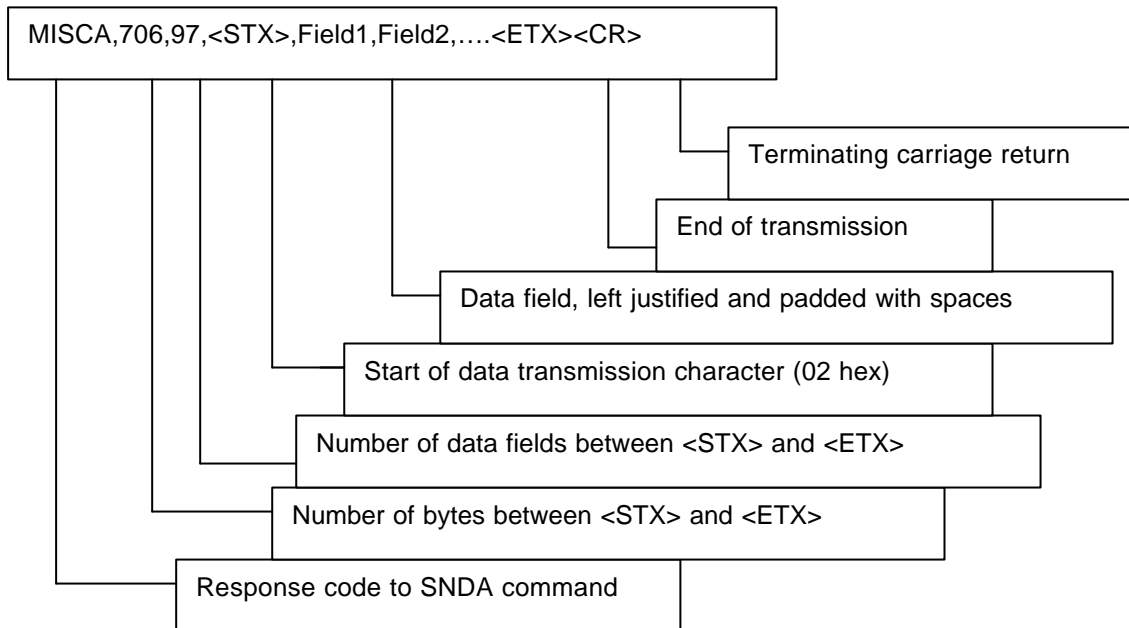 MISCA,706,97,<STX>,Field1,Field2,….<ETX><CR>
Terminating carriage return
End of transmission
Data field, left justified and padded with spaces
Start of data transmission character (02 hex)
Number of data fields between <STX> and <ETX>
Number of bytes between <STX> and <ETX>
Response code to SNDA command